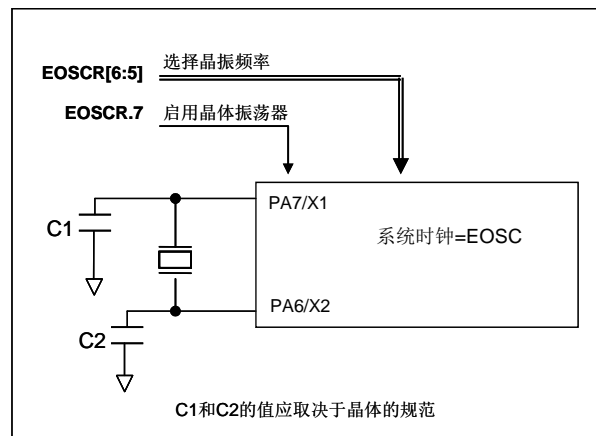 EOSCR[6:5] 选择晶振频率
EOSCR.7 启用晶体振荡器
PA7/X1
C1
系统时钟=EOSC
PA6/X2
C2
C1和C2的值应取决于晶体的规范